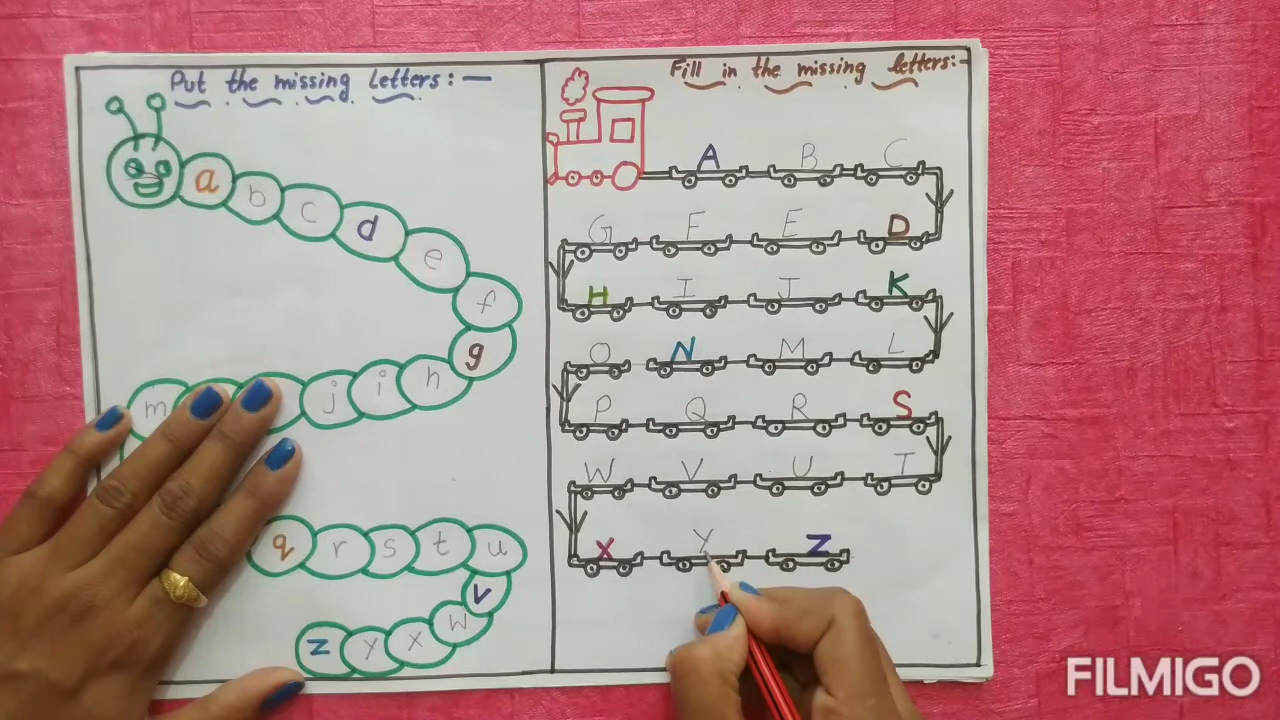 Put the missing Letters:-
a b c d e f
g h i j m
q r s t u
v w x y z
Fill in the missing letters:-
A B C
G F E D
H I J K
O N M L
P Q R S
W V U T
X Y Z
FILMIGO